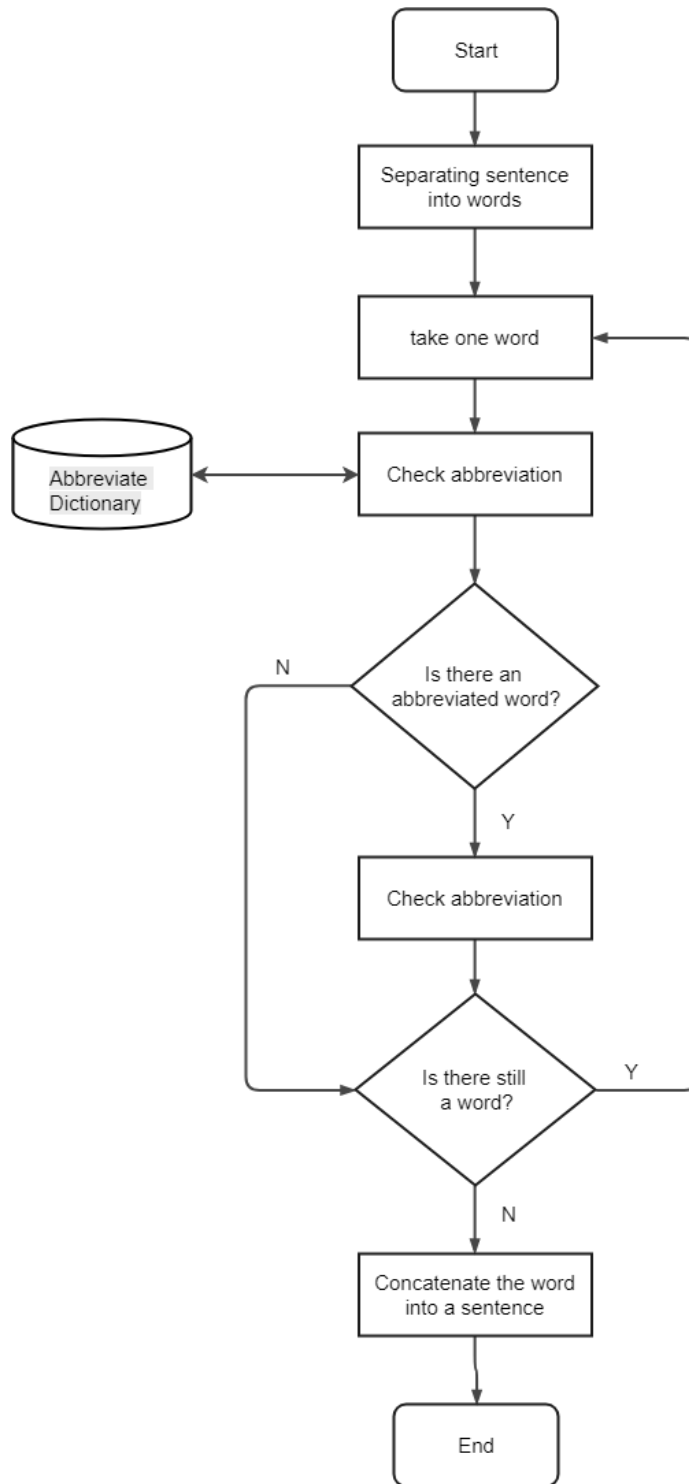 Start
Separating sentence
into words
take one word
Abbreviate
Dictionary
Check abbreviation
Is there an
abbreviated word?
N
Y
Check abbreviation
Is there still
a word?
Y
N
Concatenate the word
into a sentence
End